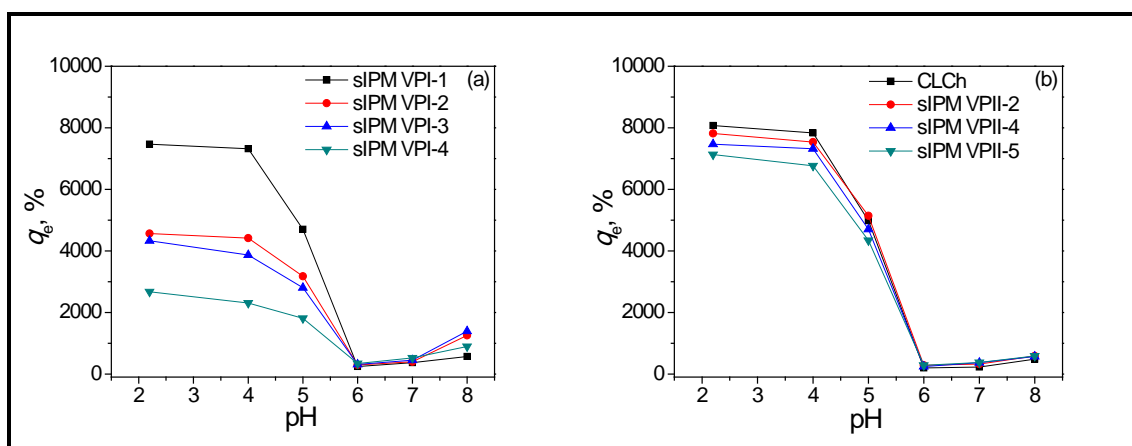 (a)
sIPM VPI-1
sIPM VPI-2
sIPM VPI-3
sIPM VPI-4
10000
8000
6000
4000
2000
0
qe, %
2 3 4 5 6 7 8
pH
(b)
CLCh
sIPM VPII-2
sIPM VPII-4
sIPM VPII-5
10000
8000
6000
4000
2000
0
qe, %
2 3 4 5 6 7 8
pH